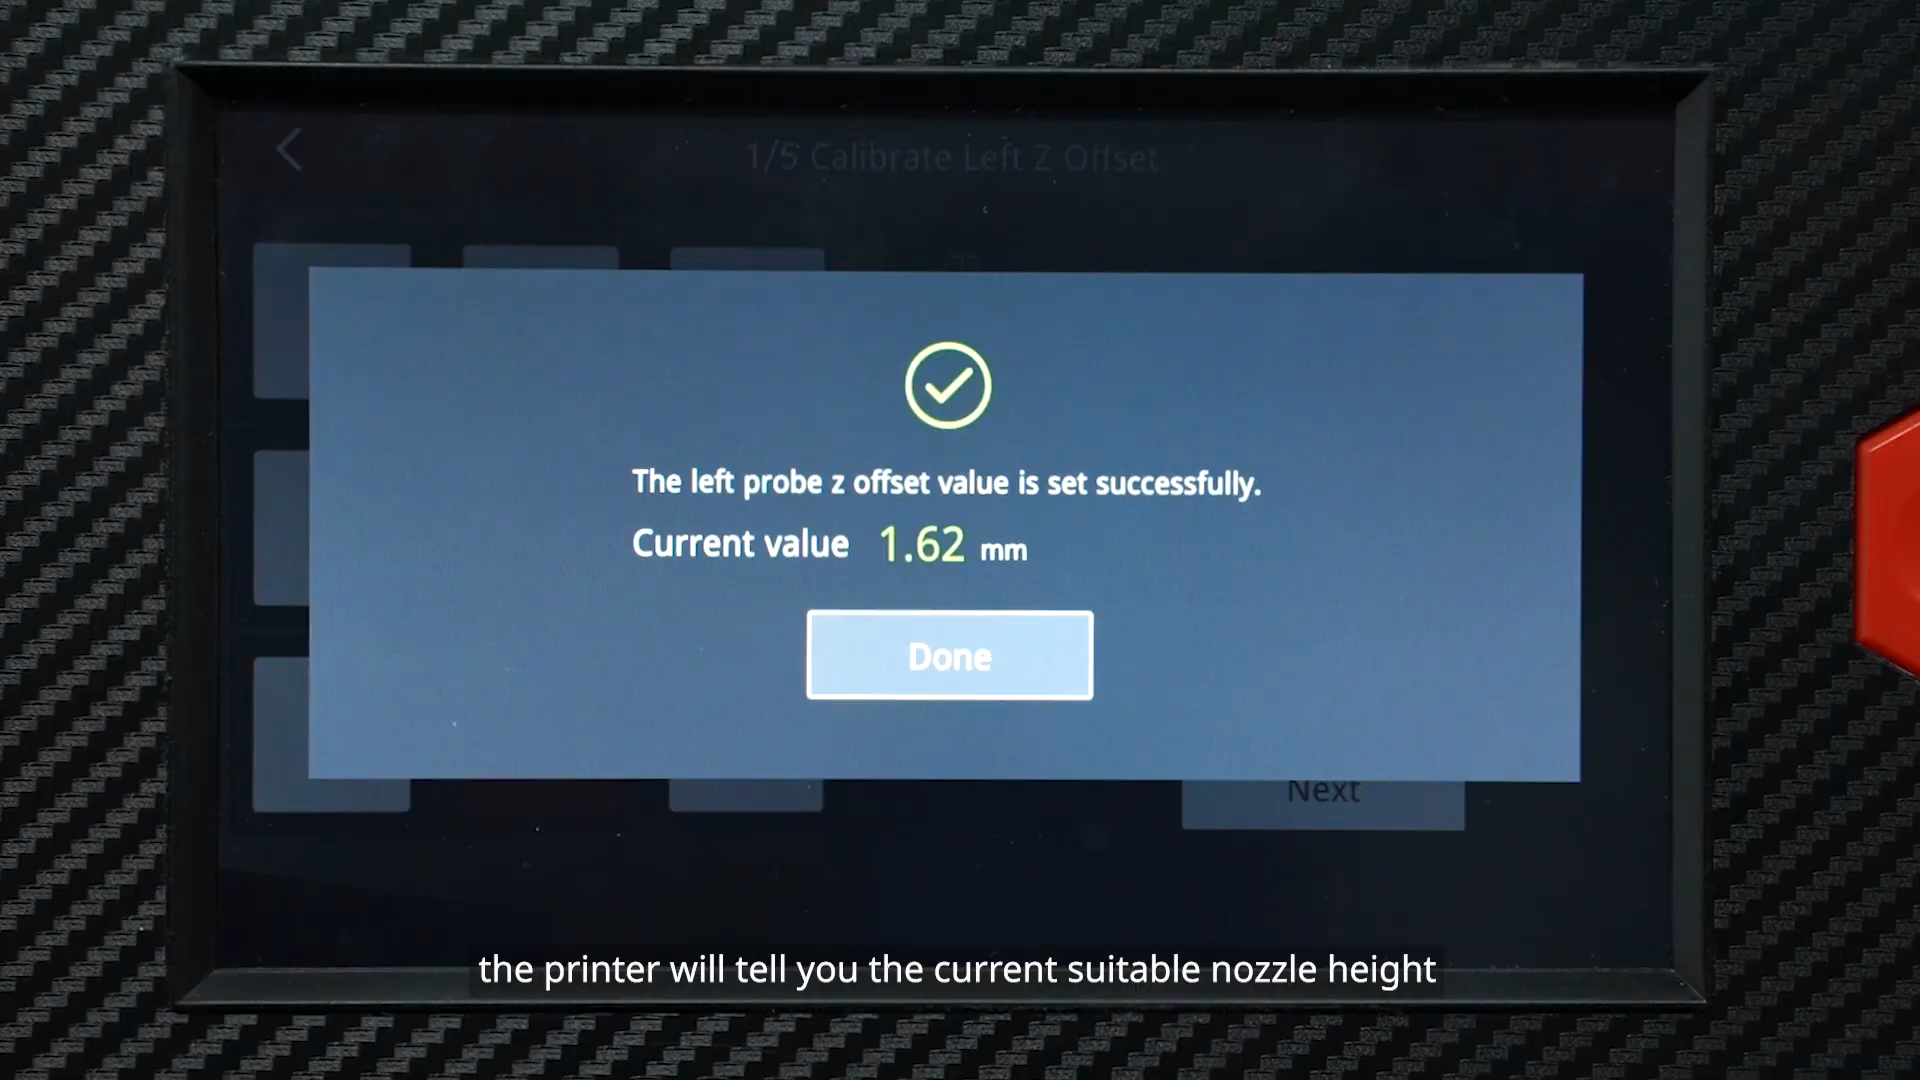 1/5 Calibrate Left Z Offset
The left probe z offset value is set successfully.
Current value 1.62 mm
Done
Next
the printer will tell you the current suitable nozzle height